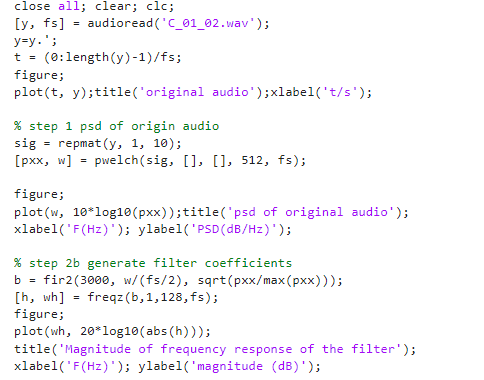 close all; clear; clc;
[y, fs] = audioread('C_01_02.wav');
y=y.';
t = (0:length(y)-1)/fs;
figure;
plot(t, y);title('original audio');xlabel('t/s');
% step 1 psd of origin audio
sig = repmat(y, 1, 10);
[pxx, w] = pwelch(sig, [], [], 512, fs);
figure;
plot(w, 10*log10(pxx));title('psd of original audio');
xlabel('F(Hz)'); ylabel('PSD(dB/Hz)');
% step 2b generate filter coefficients
b = fir2(3000, w/(fs/2), sqrt(pxx/max(pxx)));
[h, wh] = freqz(b,1,128,fs);
figure;
plot(wh, 20*log10(abs(h)));
title('Magnitude of frequency response of the filter');
xlabel('F(Hz)'); ylabel('magnitude (dB)');